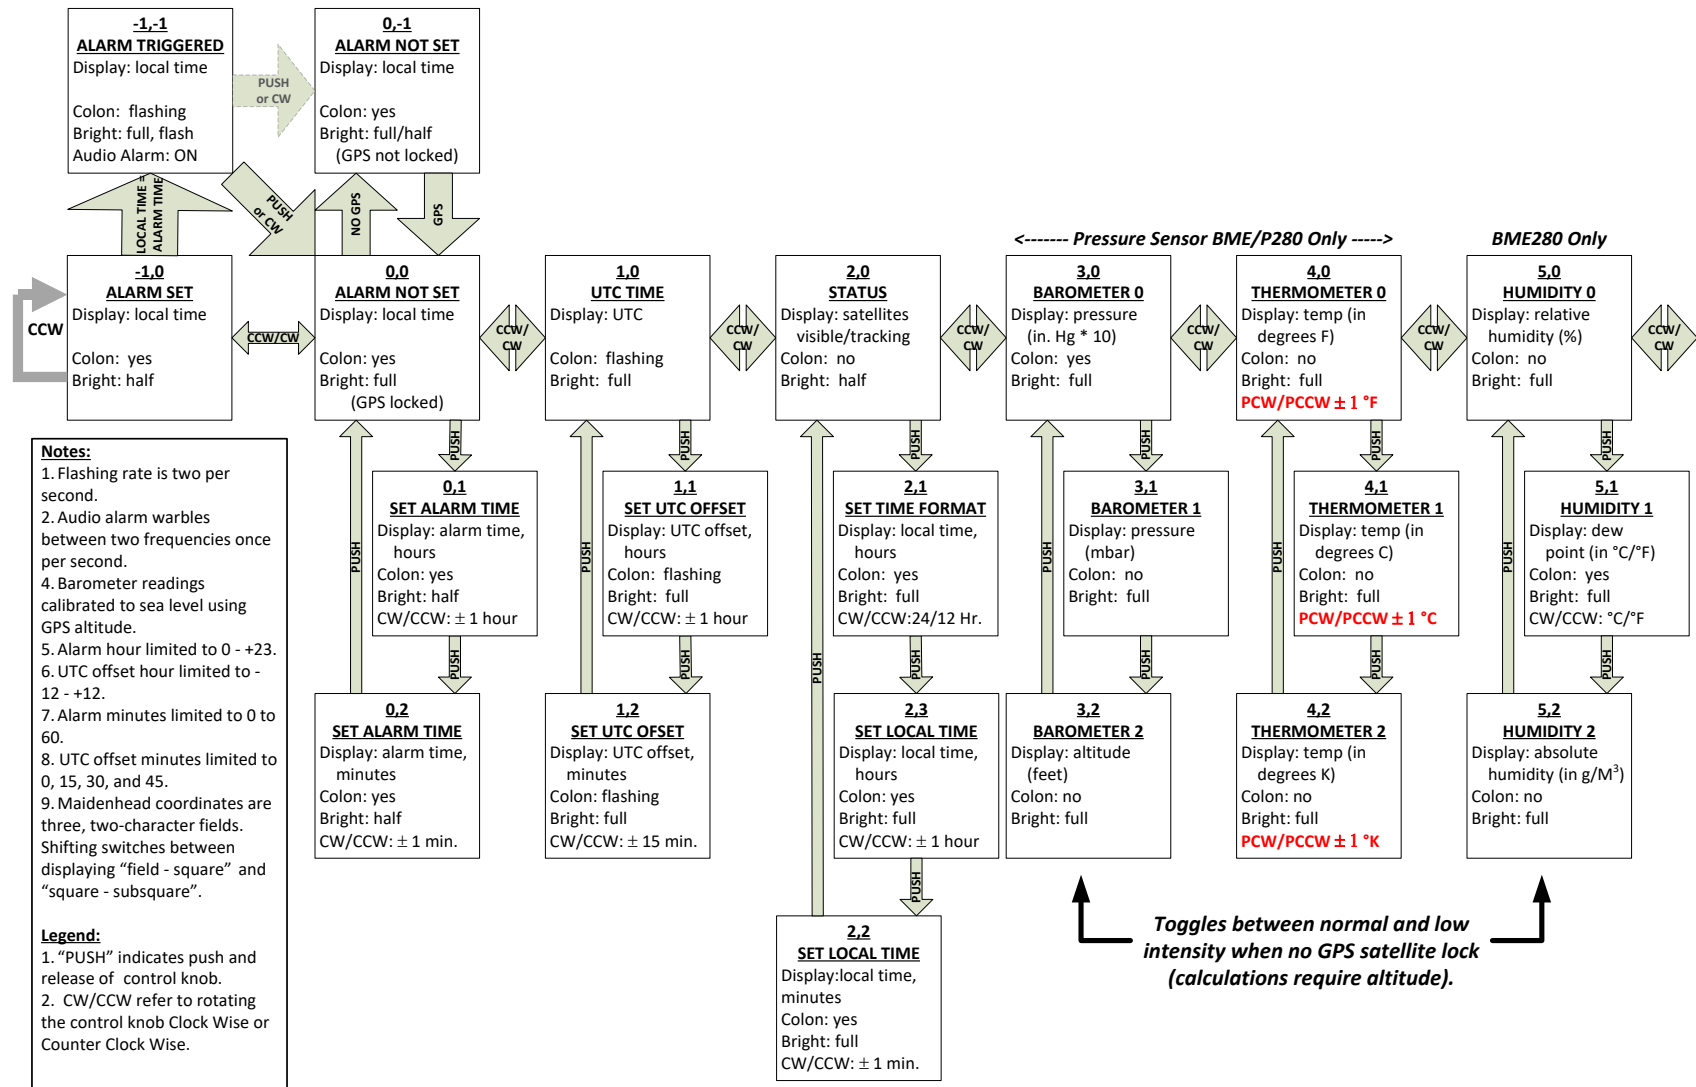 -1,-1
ALARM TRIGGERED
Display: local time
Colon: flashing
Bright: full, flash
Audio Alarm: ON
PUSH
or CW
0,-1
ALARM NOT SET
Display: local time
Colon: yes
Bright: full/half
(GPS not locked)
LOCAL TIME =
ALARM TIME
PUSH
or CW
NO GPS
GPS
<------- Pressure Sensor BME/P280 Only ----->
BME280 Only
-1,0
ALARM SET
Display: local time
Colon: yes
Bright: half
CCW
CCW/CW
0,0
ALARM NOT SET
Display: local time
Colon: yes
Bright: full
(GPS locked)
CCW/
CW
1,0
UTC TIME
Display: UTC
Colon: flashing
Bright: full
CCW/
CW
2,0
STATUS
Display: satellites
visible/tracking
Colon: no
Bright: half
CCW/
CW
3,0
BAROMETER 0
Display: pressure
(in. Hg * 10)
Colon: yes
Bright: full
CCW/
CW
4,0
THERMOMETER 0
Display: temp (in
degrees F)
Colon: no
Bright: full
PCW/PCCW ± 1 °F
CCW/
CW
5,0
HUMIDITY 0
Display: relative
humidity (%)
Colon: no
Bright: full
CCW/
CW
PUSH
PUSH
PUSH
PUSH
PUSH
PUSH
0,1
SET ALARM TIME
Display: alarm time,
hours
Colon: yes
Bright: half
CW/CCW: ± 1 hour
1,1
SET UTC OFFSET
Display: UTC offset,
hours
Colon: flashing
Bright: full
CW/CCW: ± 1 hour
2,1
SET TIME FORMAT
Display: local time,
hours
Colon: yes
Bright: full
CW/CCW:24/12 Hr.
3,1
BAROMETER 1
Display: pressure
(mbar)
Colon: no
Bright: full
4,1
THERMOMETER 1
Display: temp (in
degrees C)
Colon: no
Bright: full
PCW/PCCW ± 1 °C
5,1
HUMIDITY 1
Display: dew
point (in °C/°F)
Colon: yes
Bright: full
CW/CCW: °C/°F
PUSH
PUSH
PUSH
PUSH
PUSH
PUSH
PUSH
PUSH
PUSH
PUSH
PUSH
PUSH
0,2
SET ALARM TIME
Display: alarm time,
minutes
Colon: yes
Bright: half
CW/CCW: ± 1 min.
1,2
SET UTC OFSET
Display: UTC offset,
minutes
Colon: flashing
Bright: full
CW/CCW: ± 15 min.
2,3
SET LOCAL TIME
Display: local time,
hours
Colon: yes
Bright: full
CW/CCW: ± 1 hour
3,2
BAROMETER 2
Display: altitude
(feet)
Colon: no
Bright: full
4,2
THERMOMETER 2
Display: temp (in
degrees K)
Colon: no
Bright: full
PCW/PCCW ± 1 °K
5,2
HUMIDITY 2
Display: absolute
humidity (in g/M³)
Colon: no
Bright: full
PUSH
2,2
SET LOCAL TIME
Display:local time,
minutes
Colon: yes
Bright: full
CW/CCW: ± 1 min.
Toggles between normal and low
intensity when no GPS satellite lock
(calculations require altitude).
Notes:
1. Flashing rate is two per
second.
2. Audio alarm warbles
between two frequencies once
per second.
4. Barometer readings
calibrated to sea level using
GPS altitude.
5. Alarm hour limited to 0 - +23.
6. UTC offset hour limited to -
12 - +12.
7. Alarm minutes limited to 0 to
60.
8. UTC offset minutes limited to
0, 15, 30, and 45.
9. Maidenhead coordinates are
three, two-character fields.
Shifting switches between
displaying “field - square” and
“square - subsquare”.
Legend:
1. “PUSH” indicates push and
release of control knob.
2. CW/CCW refer to rotating
the control knob Clock Wise or
Counter Clock Wise.